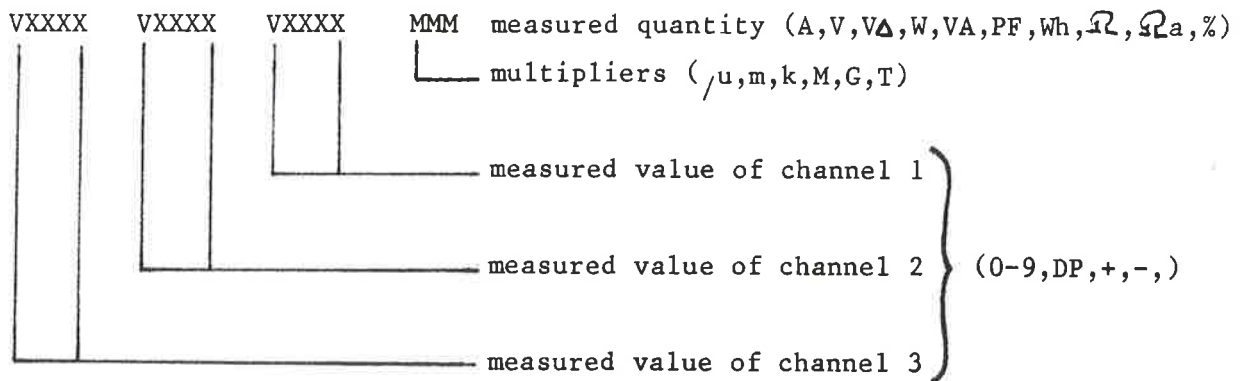 VXXXX VXXXX VXXXX MMM measured quantity (A,V,VΔ,W,VA,PF,Wh,Ω,Ωa,%)
multipliers (/u,m,k,M,G,T)
measured value of channel 1
measured value of channel 2 (0-9,DP,+,-,)
measured value of channel 3